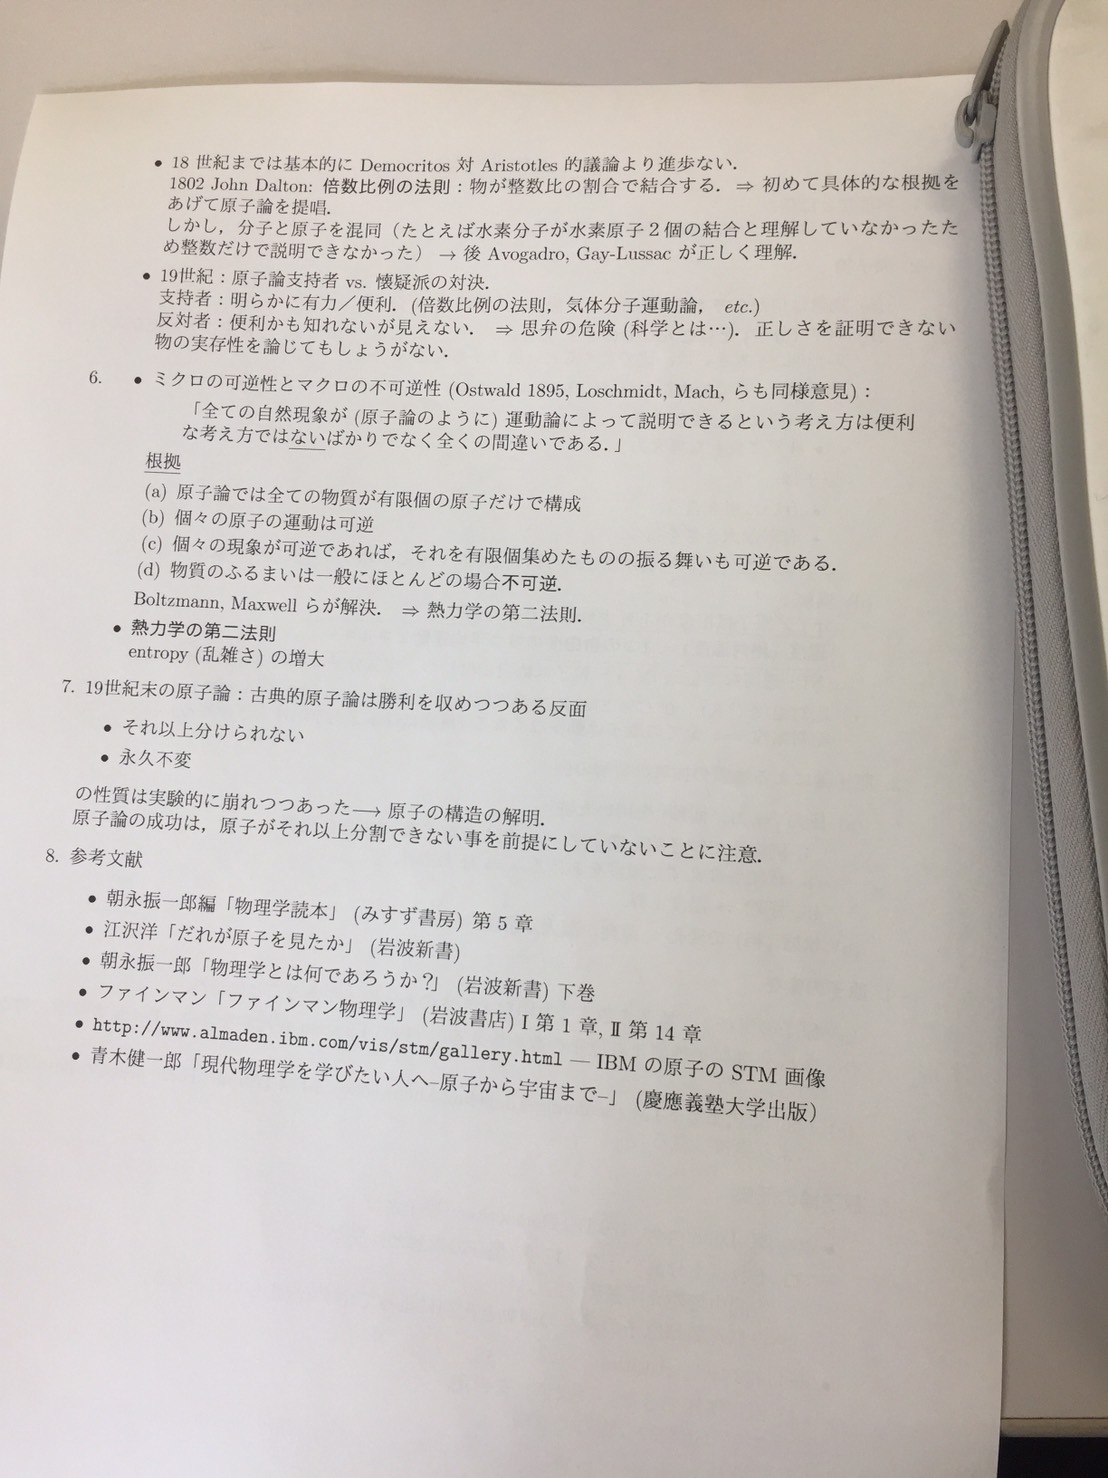 • 18 世紀までは基本的に Democritos 対 Aristotles 的議論より進歩ない.
1802 John Dalton: 倍数比例の法則：物が整数比の割合で結合する. ⇒ 初めて具体的な根拠を
あげて原子論を提唱.
しかし，分子と原子を混同（たとえば水素分子が水素原子２個の結合と理解していなかったた
め整数だけで説明できなかった）→ 後 Avogadro, Gay-Lussac が正しく理解.
• 19世紀：原子論支持者 vs. 懐疑派の対決.
支持者：明らかに有力／便利. (倍数比例の法則，気体分子運動論， etc.)
反対者：便利かも知れないが見えない. ⇒ 思弁の危険 (科学とは…). 正しさを証明できない
物の実存性を論じてもしょうがない.
6. • ミクロの可逆性とマクロの不可逆性 (Ostwald 1895, Loschmidt, Mach, らも同様意見)：
「全ての自然現象が (原子論のように) 運動論によって説明できるという考え方は便利
な考え方ではないばかりでなく全くの間違いである.」
根拠
(a) 原子論では全ての物質が有限個の原子だけで構成
(b) 個々の原子の運動は可逆
(c) 個々の現象が可逆であれば，それを有限個集めたものの振る舞いも可逆である.
(d) 物質のふるまいは一般にほとんどの場合不可逆.
Boltzmann, Maxwell らが解決. ⇒ 熱力学の第二法則.
• 熱力学の第二法則
entropy (乱雑さ) の増大
7. 19世紀末の原子論：古典的原子論は勝利を収めつつある反面
• それ以上分けられない
• 永久不変
の性質は実験的に崩れつつあった⟶ 原子の構造の解明.
原子論の成功は，原子がそれ以上分割できない事を前提にしていないことに注意.
8. 参考文献
• 朝永振一郎編「物理学読本」(みすず書房) 第 5 章
• 江沢洋「だれが原子を見たか」(岩波新書)
• 朝永振一郎「物理学とは何であろうか？」(岩波新書) 下巻
• ファインマン「ファインマン物理学」(岩波書店) I 第 1 章, II 第 14 章
• http://www.almaden.ibm.com/vis/stm/gallery.html — IBM の原子の STM 画像
• 青木健一郎「現代物理学を学びたい人へ–原子から宇宙まで–」(慶應義塾大学出版）